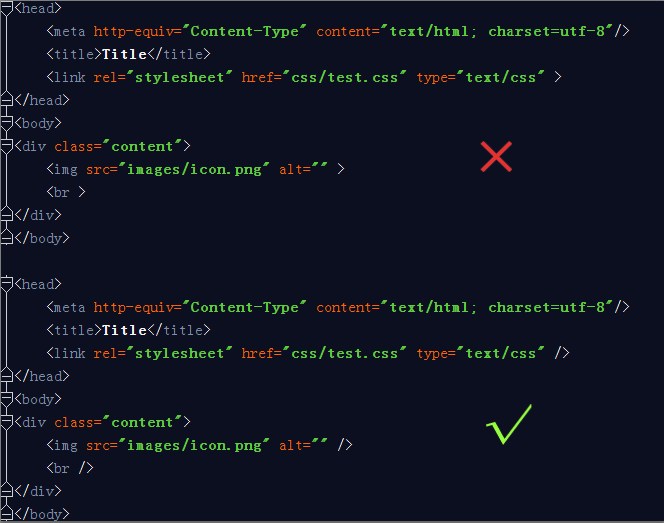 <head>
<meta http-equiv="Content-Type" content="text/html; charset=utf-8"/>
<title>Title</title>
<link rel="stylesheet" href="css/test.css" type="text/css" >
</head>
<body>
<div class="content">
<img src="images/icon.png" alt="" >
<br >
</div>
</body>
<head>
<meta http-equiv="Content-Type" content="text/html; charset=utf-8"/>
<title>Title</title>
<link rel="stylesheet" href="css/test.css" type="text/css" />
</head>
<body>
<div class="content">
<img src="images/icon.png" alt="" />
<br />
</div>
</body>